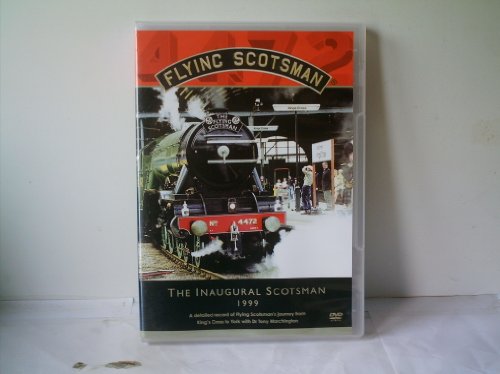 4472
FLYING SCOTSMAN
THE
FLYING
SCOTSMAN
No 4472
THE INAUGURAL SCOTSMAN
1999
A detailed record of Flying Scotsman's journey from
King's Cross to York with Dr Tony Marchington
DVD